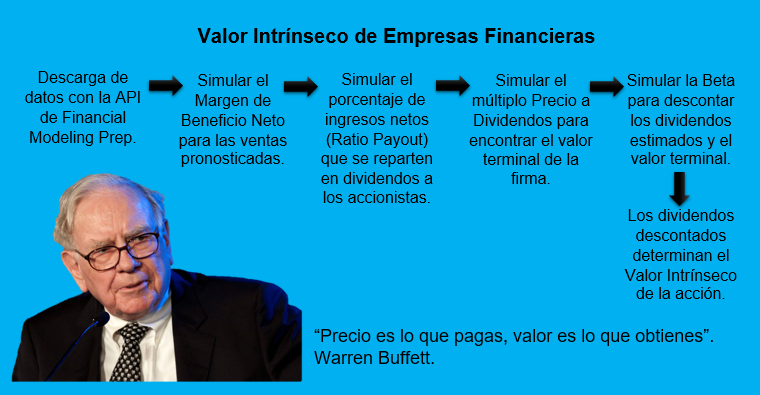 Valor Intrínseco de Empresas Financieras
Descarga de
datos con la API
de Financial
Modeling Prep.
Simular el
Margen de
Beneficio Neto
para las ventas
pronosticadas.
Simular el
porcentaje de
ingresos netos
(Ratio Payout)
que se reparten
en dividendos a
los accionistas.
Simular el
múltiplo Precio a
Dividendos para
encontrar el valor
terminal de la
firma.
Simular la Beta
para descontar
los dividendos
estimados y el
valor terminal.
Los dividendos
descontados
determinan el
Valor Intrínseco
de la acción.
“Precio es lo que pagas, valor es lo que obtienes”.
Warren Buffett.